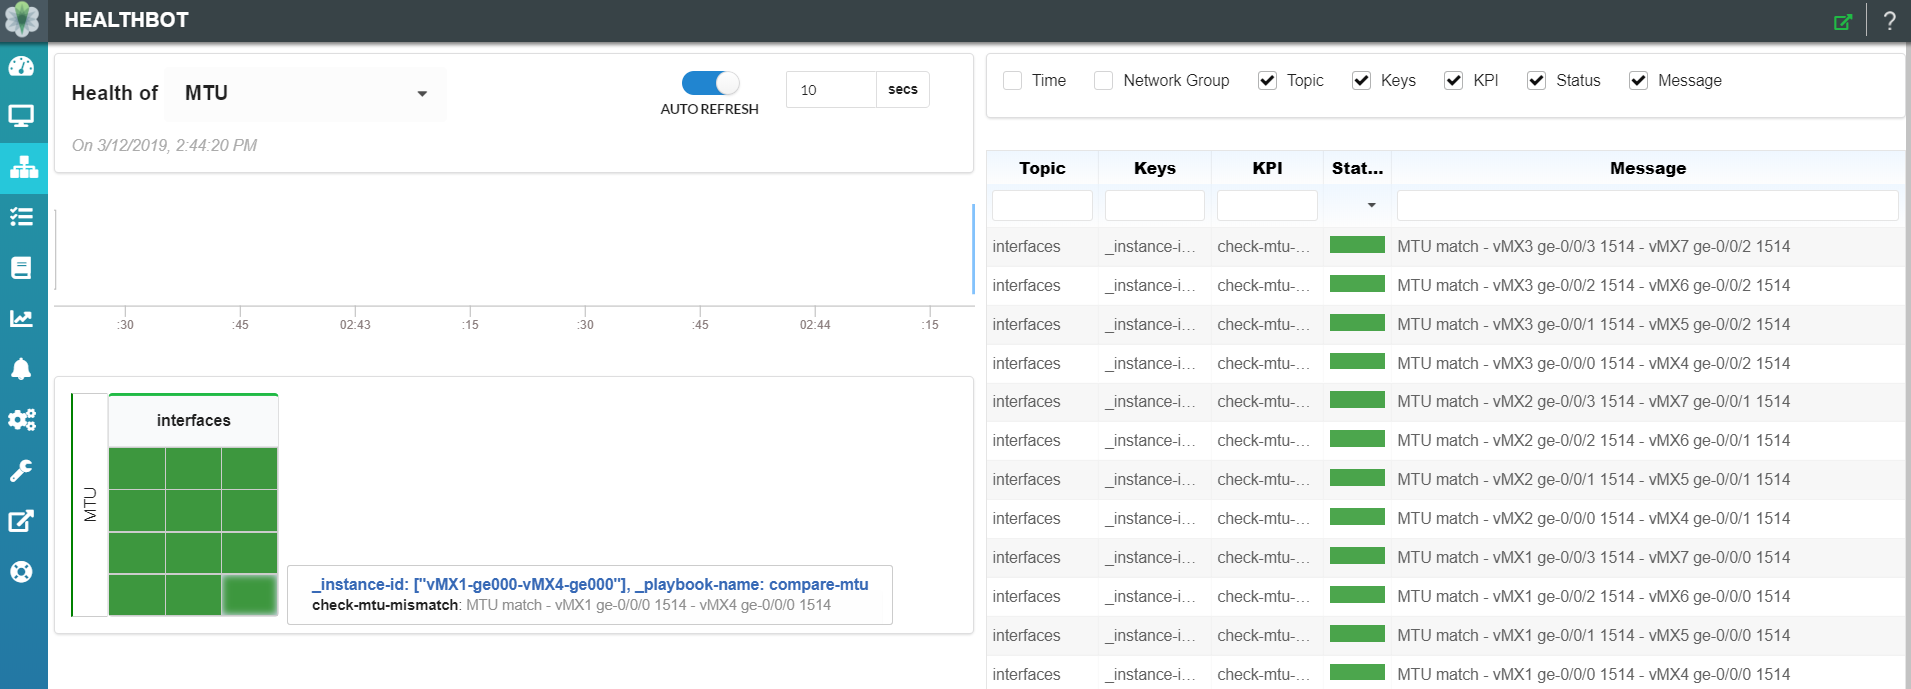 HEALTHBOT
?
Health of MTU
AUTO REFRESH
10 secs
On 3/12/2019, 2:44:20 PM
:30 :45 02:43 :15 :30 :45 02:44 :15
interfaces
MTU
_instance-id: ["vMX1-ge000-vMX4-ge000"], _playbook-name: compare-mtu
check-mtu-mismatch: MTU match - vMX1 ge-0/0/0 1514 - vMX4 ge-0/0/0 1514
Time Network Group Topic Keys KPI Status Message
Topic Keys KPI Stat... Message
interfaces _instance-i... check-mtu-... MTU match - vMX3 ge-0/0/3 1514 - vMX7 ge-0/0/2 1514
interfaces _instance-i... check-mtu-... MTU match - vMX3 ge-0/0/2 1514 - vMX6 ge-0/0/2 1514
interfaces _instance-i... check-mtu-... MTU match - vMX3 ge-0/0/1 1514 - vMX5 ge-0/0/2 1514
interfaces _instance-i... check-mtu-... MTU match - vMX3 ge-0/0/0 1514 - vMX4 ge-0/0/2 1514
interfaces _instance-i... check-mtu-... MTU match - vMX2 ge-0/0/3 1514 - vMX7 ge-0/0/1 1514
interfaces _instance-i... check-mtu-... MTU match - vMX2 ge-0/0/2 1514 - vMX6 ge-0/0/1 1514
interfaces _instance-i... check-mtu-... MTU match - vMX2 ge-0/0/1 1514 - vMX5 ge-0/0/1 1514
interfaces _instance-i... check-mtu-... MTU match - vMX2 ge-0/0/0 1514 - vMX4 ge-0/0/1 1514
interfaces _instance-i... check-mtu-... MTU match - vMX1 ge-0/0/3 1514 - vMX7 ge-0/0/0 1514
interfaces _instance-i... check-mtu-... MTU match - vMX1 ge-0/0/2 1514 - vMX6 ge-0/0/0 1514
interfaces _instance-i... check-mtu-... MTU match - vMX1 ge-0/0/1 1514 - vMX5 ge-0/0/0 1514
interfaces _instance-i... check-mtu-... MTU match - vMX1 ge-0/0/0 1514 - vMX4 ge-0/0/0 1514